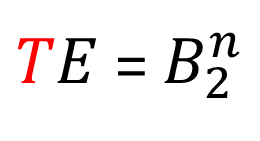 TE = B₂ⁿ